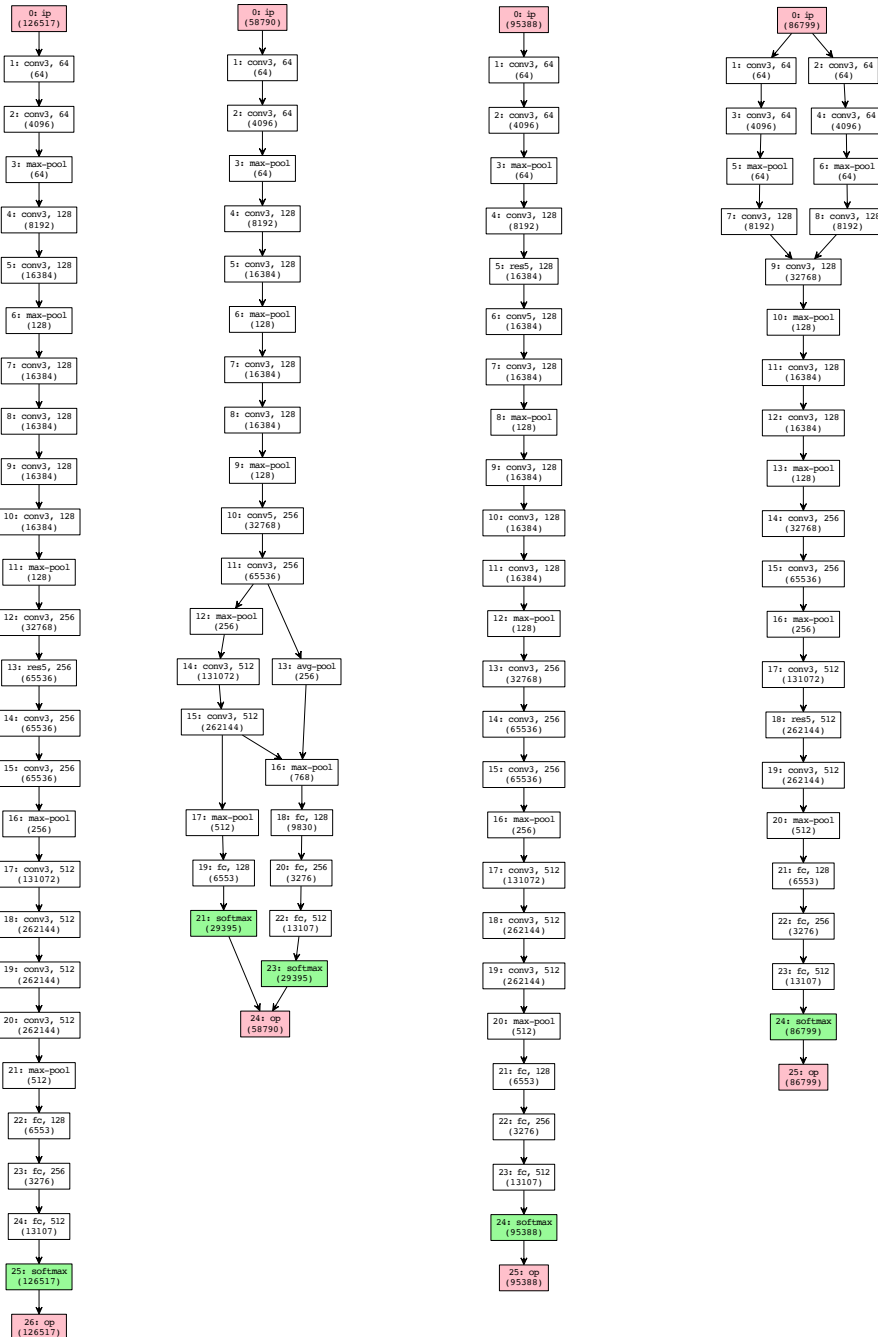 0: ip
(126517)
1: conv3, 64
(64)
2: conv3, 64
(4096)
3: max-pool
(64)
4: conv3, 128
(8192)
5: conv3, 128
(16384)
6: max-pool
(128)
7: conv3, 128
(16384)
8: conv3, 128
(16384)
9: conv3, 128
(16384)
10: conv3, 128
(16384)
11: max-pool
(128)
12: conv3, 256
(32768)
13: res5, 256
(65536)
14: conv3, 256
(65536)
15: conv3, 256
(65536)
16: max-pool
(256)
17: conv3, 512
(131072)
18: conv3, 512
(262144)
19: conv3, 512
(262144)
20: conv3, 512
(262144)
21: max-pool
(512)
22: fc, 128
(6553)
23: fc, 256
(3276)
24: fc, 512
(13107)
25: softmax
(126517)
26: op
(126517)
0: ip
(58790)
1: conv3, 64
(64)
2: conv3, 64
(4096)
3: max-pool
(64)
4: conv3, 128
(8192)
5: conv3, 128
(16384)
6: max-pool
(128)
7: conv3, 128
(16384)
8: conv3, 128
(16384)
9: max-pool
(128)
10: conv5, 256
(32768)
11: conv3, 256
(65536)
12: max-pool
(256)
13: avg-pool
(256)
14: conv3, 512
(131072)
15: conv3, 512
(262144)
16: max-pool
(768)
17: max-pool
(512)
18: fc, 128
(9830)
19: fc, 128
(6553)
20: fc, 256
(3276)
21: softmax
(29395)
22: fc, 512
(13107)
23: softmax
(29395)
24: op
(58790)
0: ip
(95388)
1: conv3, 64
(64)
2: conv3, 64
(4096)
3: max-pool
(64)
4: conv3, 128
(8192)
5: res5, 128
(16384)
6: conv5, 128
(16384)
7: conv3, 128
(16384)
8: max-pool
(128)
9: conv3, 128
(16384)
10: conv3, 128
(16384)
11: conv3, 128
(16384)
12: max-pool
(128)
13: conv3, 256
(32768)
14: conv3, 256
(65536)
15: conv3, 256
(65536)
16: max-pool
(256)
17: conv3, 512
(131072)
18: conv3, 512
(262144)
19: conv3, 512
(262144)
20: max-pool
(512)
21: fc, 128
(6553)
22: fc, 256
(3276)
23: fc, 512
(13107)
24: softmax
(95388)
25: op
(95388)
0: ip
(86799)
1: conv3, 64
(64)
2: conv3, 64
(64)
3: conv3, 64
(4096)
4: conv3, 64
(4096)
5: max-pool
(64)
6: max-pool
(64)
7: conv3, 128
(8192)
8: conv3, 128
(8192)
9: conv3, 128
(32768)
10: max-pool
(128)
11: conv3, 128
(16384)
12: conv3, 128
(16384)
13: max-pool
(128)
14: conv3, 256
(32768)
15: conv3, 256
(65536)
16: max-pool
(256)
17: conv3, 512
(131072)
18: res5, 512
(262144)
19: conv3, 512
(262144)
20: max-pool
(512)
21: fc, 128
(6553)
22: fc, 256
(3276)
23: fc, 512
(13107)
24: softmax
(86799)
25: op
(86799)